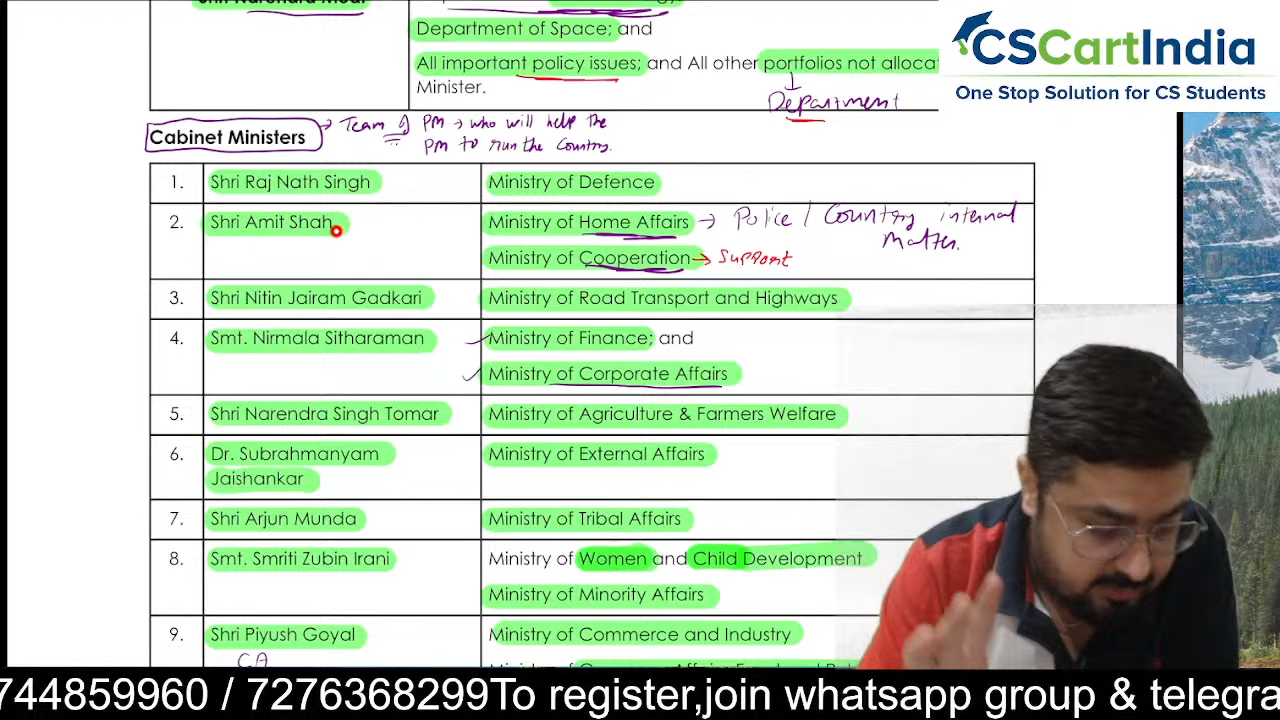 Shri Narendra Modi
Department of Space; and
All important policy issues; and All other portfolios not alloca
Minister.
Department
CSCartIndia
One Stop Solution for CS Students
Cabinet Ministers
Team of PM → who will help the
PM to run the Country.
1. Shri Raj Nath Singh Ministry of Defence
2. Shri Amit Shah Ministry of Home Affairs → Police / Country internal
Matter.
Ministry of Cooperation → Support
3. Shri Nitin Jairam Gadkari Ministry of Road Transport and Highways
4. Smt. Nirmala Sitharaman Ministry of Finance; and
Ministry of Corporate Affairs
5. Shri Narendra Singh Tomar Ministry of Agriculture & Farmers Welfare
6. Dr. Subrahmanyam Ministry of External Affairs
Jaishankar
7. Shri Arjun Munda Ministry of Tribal Affairs
8. Smt. Smriti Zubin Irani Ministry of Women and Child Development
Ministry of Minority Affairs
9. Shri Piyush Goyal Ministry of Commerce and Industry
CA
744859960 / 7276368299To register,join whatsapp group & telegra